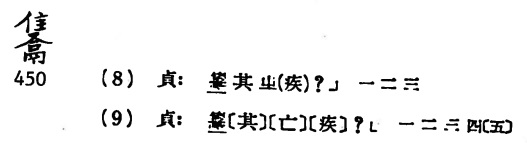 450 (8) 貞: 其㞢(疾)?」 一二三
(9) 貞: 〔其〕〔亡〕〔疾〕?﹂ 一二三四〔五〕